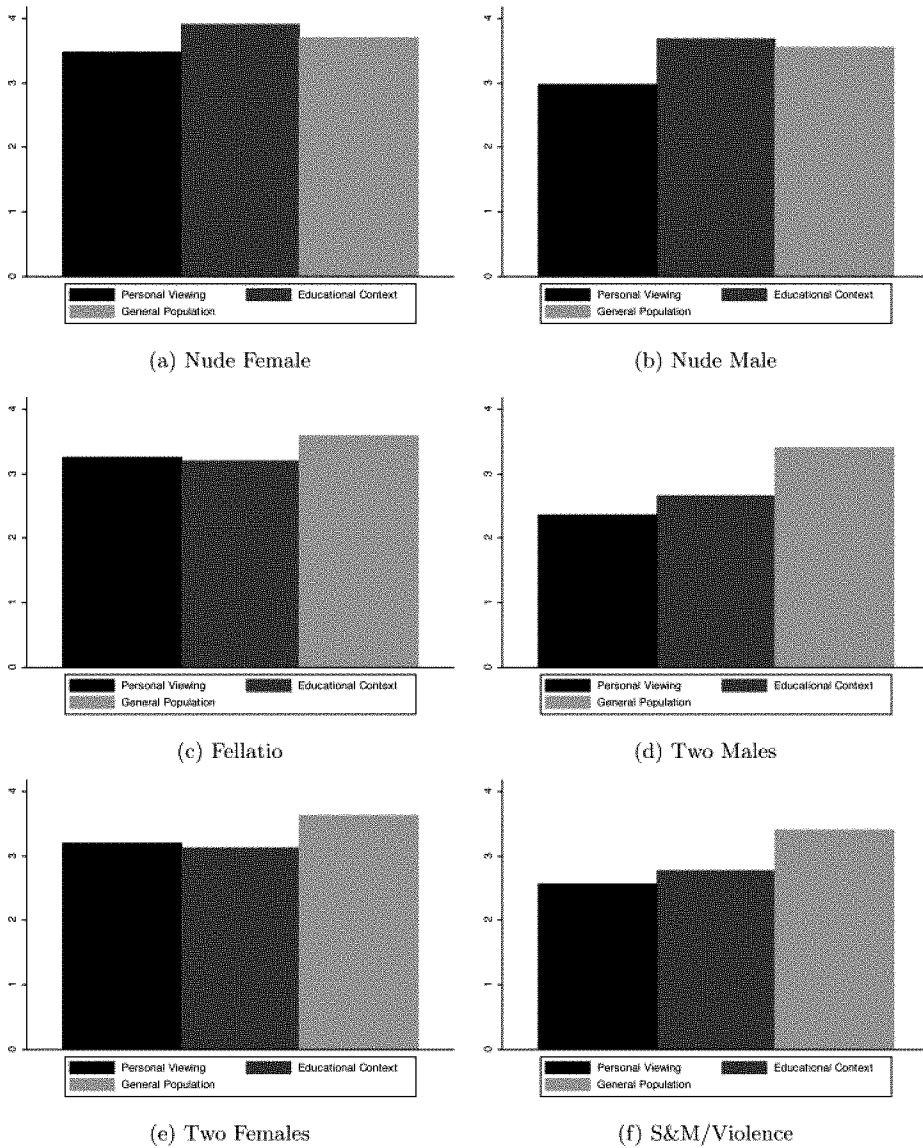 4
3
2
1
0
Personal Viewing Educational Context
General Population
(a) Nude Female
4
3
2
1
0
Personal Viewing Educational Context
General Population
(b) Nude Male
4
3
2
1
0
Personal Viewing Educational Context
General Population
(c) Fellatio
4
3
2
1
0
Personal Viewing Educational Context
General Population
(d) Two Males
4
3
2
1
0
Personal Viewing Educational Context
General Population
(e) Two Females
4
3
2
1
0
Personal Viewing Educational Context
General Population
(f) S&M/Violence